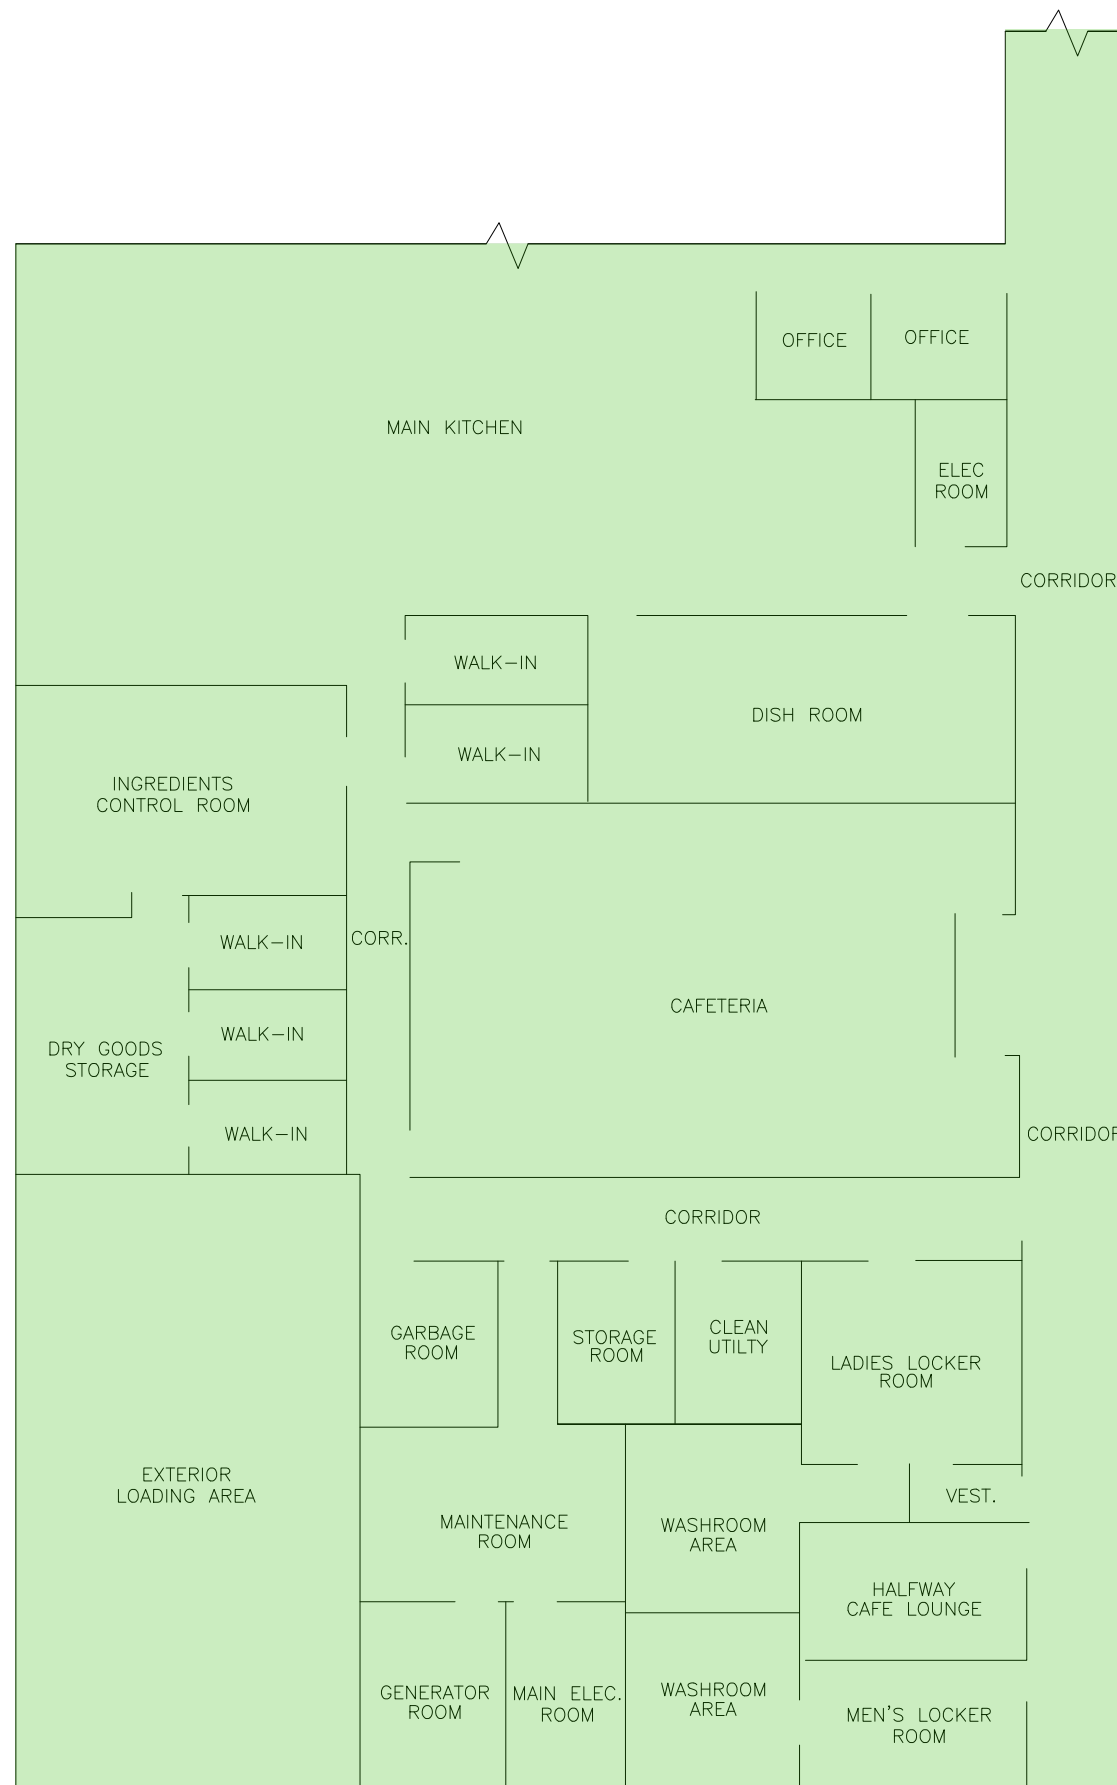 OFFICE
OFFICE
MAIN KITCHEN
ELEC
ROOM
CORRIDOR
WALK-IN
DISH ROOM
WALK-IN
INGREDIENTS
CONTROL ROOM
WALK-IN
CORR.
CAFETERIA
WALK-IN
DRY GOODS
STORAGE
WALK-IN
CORRIDOR
CORRIDOR
GARBAGE
ROOM
STORAGE
ROOM
CLEAN
UTILTY
LADIES LOCKER
ROOM
EXTERIOR
LOADING AREA
VEST.
MAINTENANCE
ROOM
WASHROOM
AREA
HALFWAY
CAFE LOUNGE
GENERATOR
ROOM
MAIN ELEC.
ROOM
WASHROOM
AREA
MEN'S LOCKER
ROOM